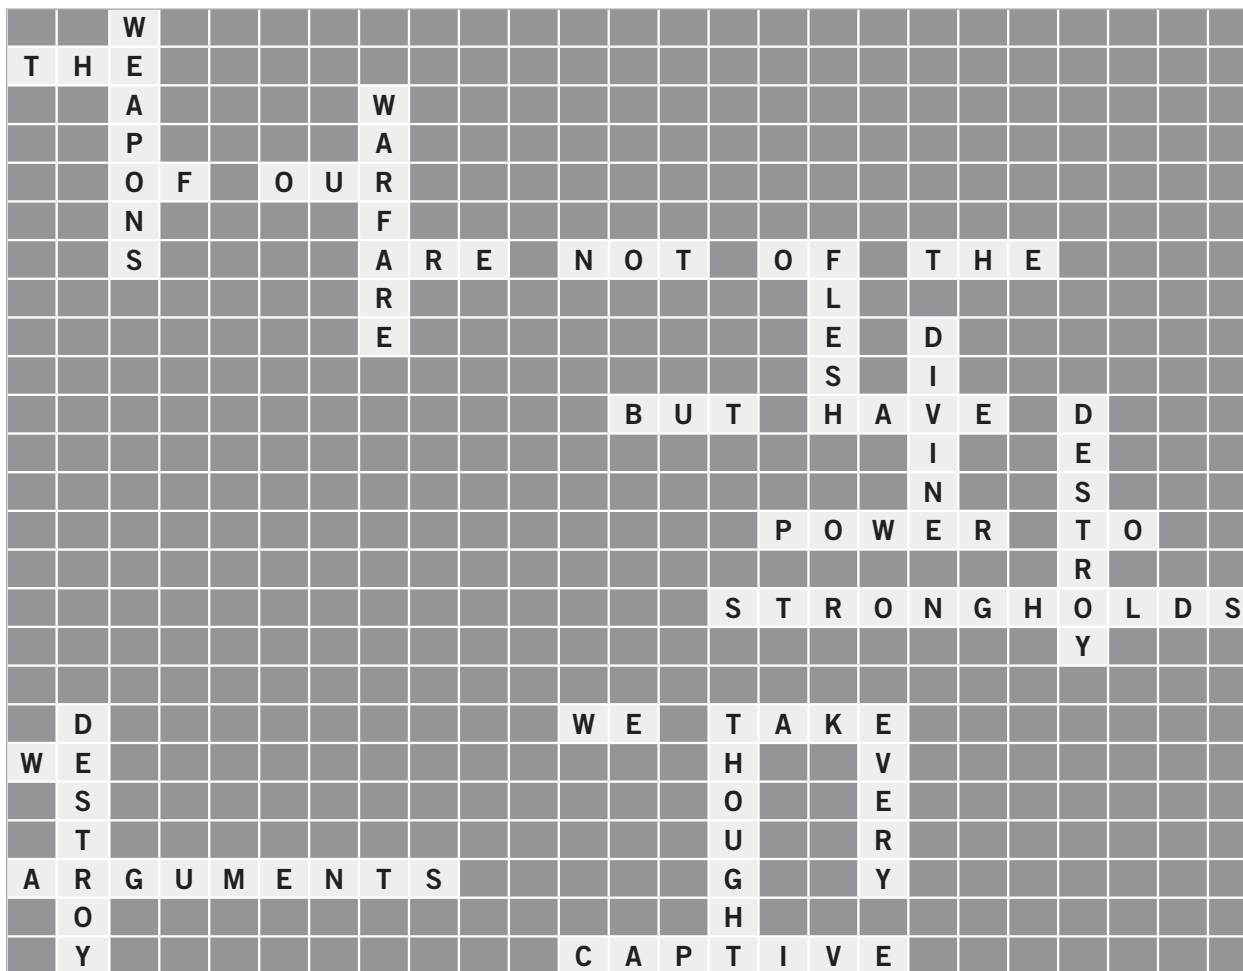 THE
WEAPONS
OF OUR
WARFARE
ARE NOT OF THE
FLESH
BUT HAVE
DIVINE
POWER TO
DESTROY
STRONGHOLDS
WE
DESTROY
ARGUMENTS
WE TAKE
EVERY
THOUGHT
CAPTIVE